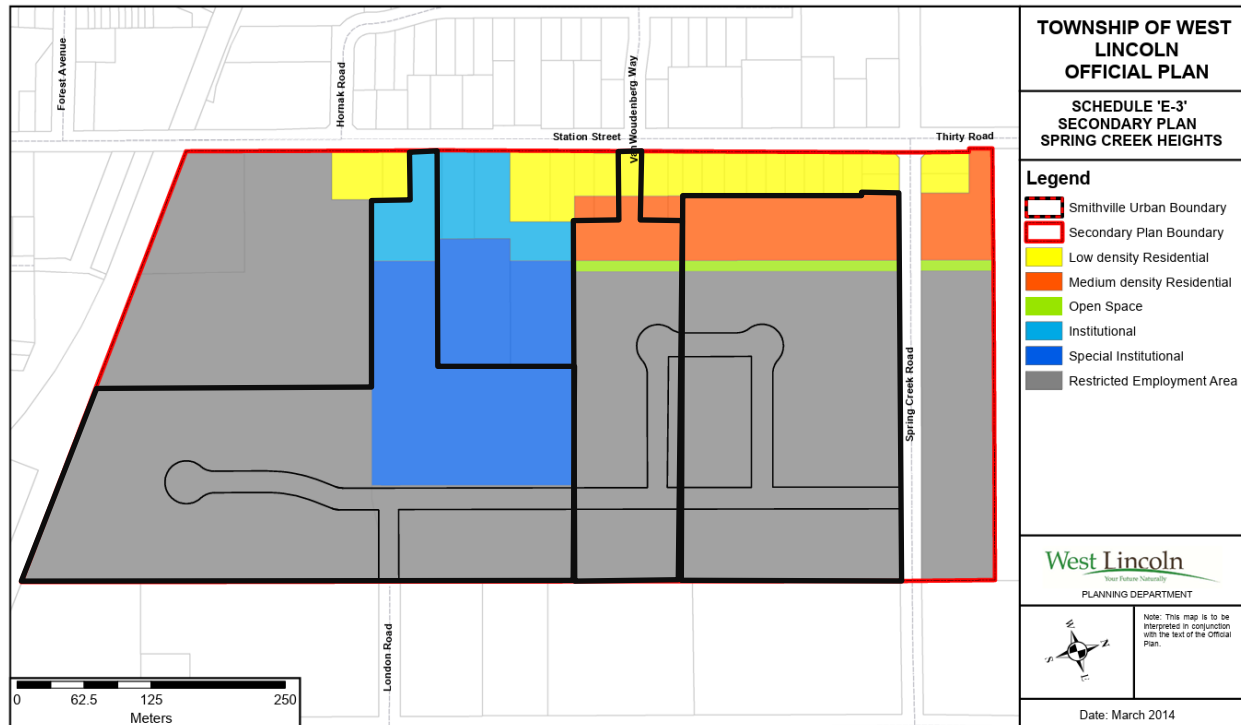 Forest Avenue
Hornak Road
Station Street
Van Woudenberg Way
Thirty Road
Spring Creek Road
London Road
0 62.5 125 250
Meters
TOWNSHIP OF WEST
LINCOLN
OFFICIAL PLAN
SCHEDULE 'E-3'
SECONDARY PLAN
SPRING CREEK HEIGHTS
Legend
Smithville Urban Boundary
Secondary Plan Boundary
Low density Residential
Medium density Residential
Open Space
Institutional
Special Institutional
Restricted Employment Area
West Lincoln
Your Future Naturally
PLANNING DEPARTMENT
W
N
S
E
Note: This map is to be
interpreted in conjunction
with the text of the Official
Plan.
Date: March 2014